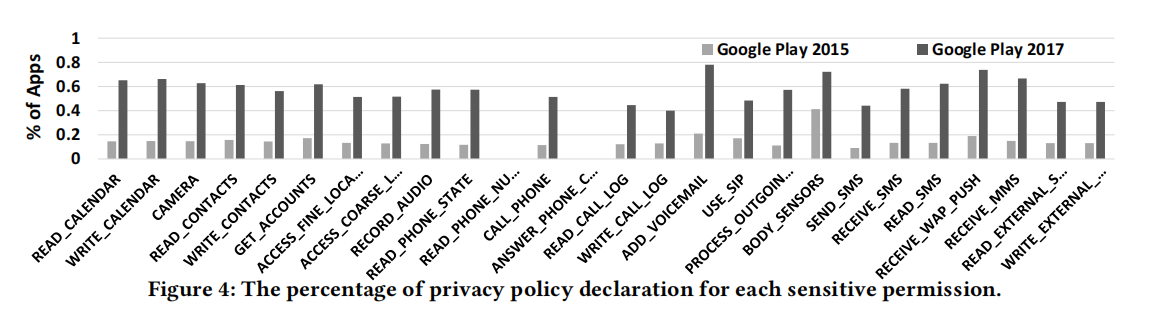 1
Google Play 2015
Google Play 2017
0.8
0.6
0.4
0.2
0
% of Apps
READ_CALENDAR
WRITE_CALENDAR
CAMERA
READ_CONTACTS
WRITE_CONTACTS
GET_ACCOUNTS
ACCESS_FINE_LOCA...
ACCESS_COARSE_L...
RECORD_AUDIO
READ_PHONE_STATE
READ_PHONE_NU...
CALL_PHONE
ANSWER_PHONE_C...
READ_CALL_LOG
WRITE_CALL_LOG
ADD_VOICEMAIL
USE_SIP
PROCESS_OUTGOIN...
BODY_SENSORS
SEND_SMS
RECEIVE_SMS
READ_SMS
RECEIVE_WAP_PUSH
RECEIVE_MMS
READ_EXTERNAL_S...
WRITE_EXTERNAL_...
Figure 4: The percentage of privacy policy declaration for each sensitive permission.